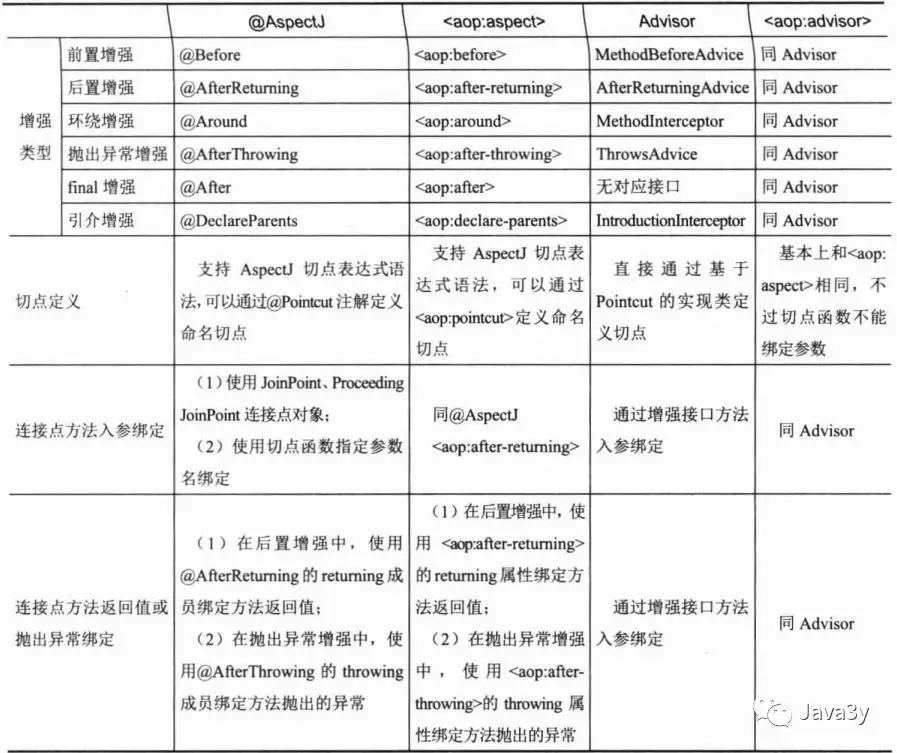 @AspectJ <aop:aspect> Advisor <aop:advisor>
增强类型
前置增强 @Before <aop:before> MethodBeforeAdvice 同 Advisor
后置增强 @AfterReturning <aop:after-returning> AfterReturningAdvice 同 Advisor
环绕增强 @Around <aop:around> MethodInterceptor 同 Advisor
抛出异常增强 @AfterThrowing <aop:after-throwing> ThrowsAdvice 同 Advisor
final 增强 @After <aop:after> 无对应接口 同 Advisor
引介增强 @DeclareParents <aop:declare-parents> IntroductionInterceptor 同 Advisor
切点定义
支持 AspectJ 切点表达式语
法,可以通过@Pointcut 注解定义
命名切点
支持 AspectJ 切点表
达式语法，可以通过
<aop:pointcut>定义命名
切点
直接通过基于
Pointcut 的实现类定
义切点
基本上和<aop:
aspect>相同，不
过切点函数不能
绑定参数
连接点方法入参绑定
（1）使用 JoinPoint、Proceeding
JoinPoint 连接点对象；
（2）使用切点函数指定参数
名绑定
同@AspectJ
<aop:after-returning>
通过增强接口方法
入参绑定
同 Advisor
连接点方法返回值或
抛出异常绑定
（1）在后置增强中，使用
@AfterReturning 的 returning 成
员绑定方法返回值；
（2）在抛出异常增强中，使
用@AfterThrowing 的 throwing
成员绑定方法抛出的异常
（1）在后置增强中，使
用 <aop:after-returning>
的 returning 属性绑定方
法返回值；
（2）在抛出异常增强
中，使用<aop:after-
throwing>的 throwing 属
性绑定方法抛出的异常
通过增强接口方法
入参绑定
同 Advisor
Java3y